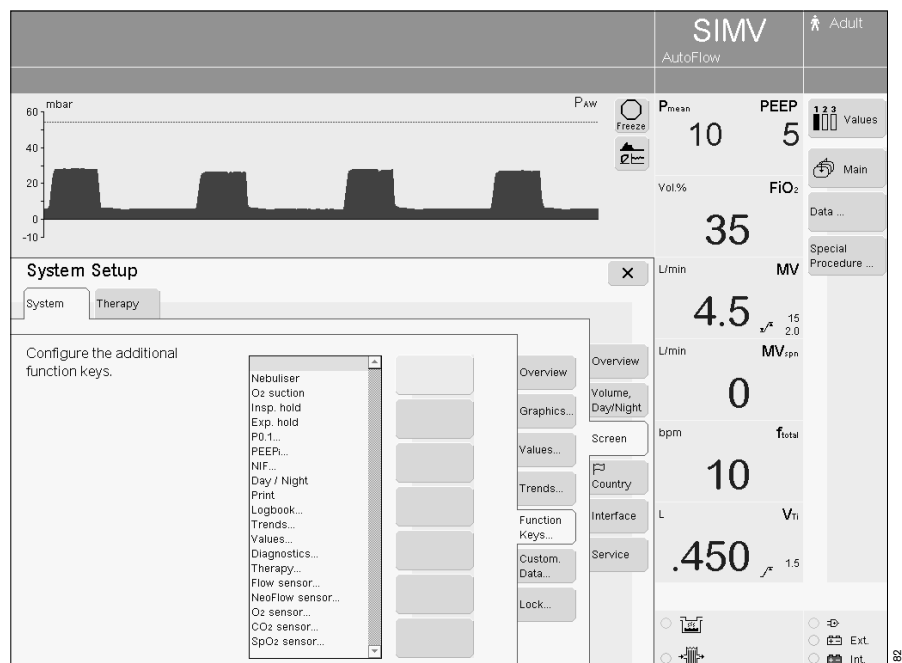 SIMV
AutoFlow
Adult
60 mbar
PAW
40
20
0
-10
Freeze
Pmean PEEP
10 5
Vol.% FiO2
35
L/min MV
4.5 15
2.0
L/min MVspn
0
bpm ftotal
10
L VTi
.450 1.5
1 2 3
Values
Main
Data ...
Special
Procedure ...
System Setup
System
Therapy
Configure the additional
function keys.
Nebuliser
O2 suction
Insp. hold
Exp. hold
P0.1...
PEEPi...
NIF...
Day / Night
Print
Logbook...
Trends...
Values...
Diagnostics...
Therapy...
Flow sensor...
NeoFlow sensor...
O2 sensor...
CO2 sensor...
SpO2 sensor...
Overview
Graphics...
Values...
Trends...
Function
Keys...
Custom.
Data...
Lock...
Overview
Volume,
Day/Night
Screen
Country
Interface
Service
Ext.
Int.
82